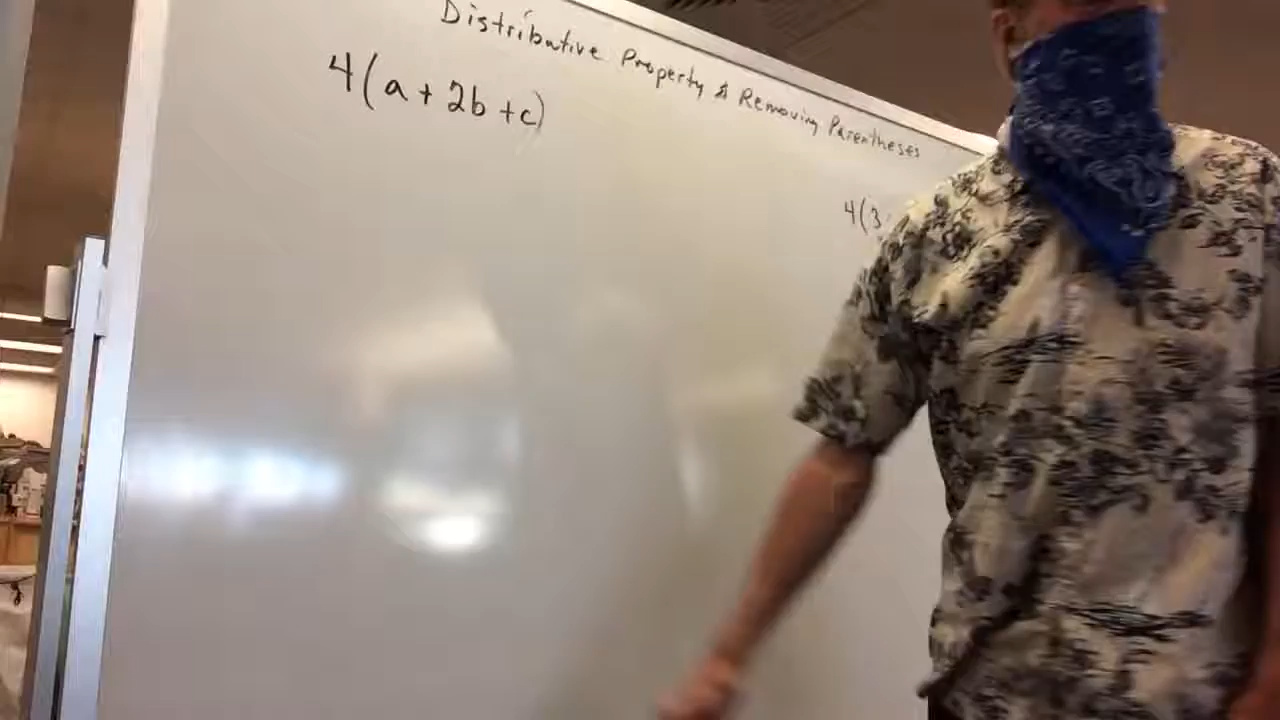 Distributive Property & Removing Parentheses
4(a + 2b + c)
4(3